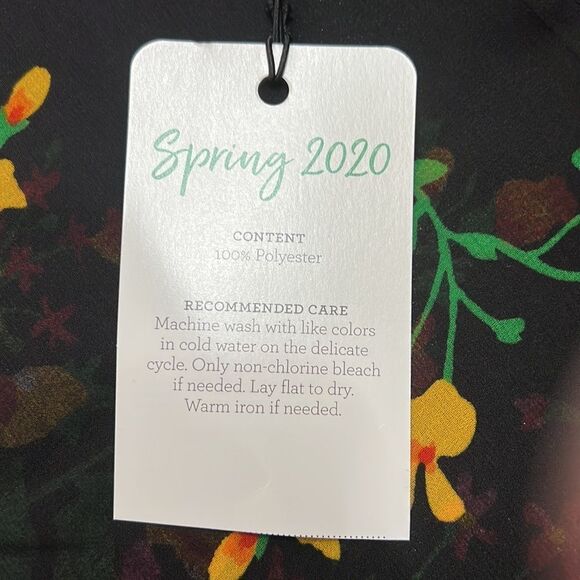 Spring 2020
CONTENT
100% Polyester
RECOMMENDED CARE
Machine wash with like colors
in cold water on the delicate
cycle. Only non-chlorine bleach
if needed. Lay flat to dry.
Warm iron if needed.